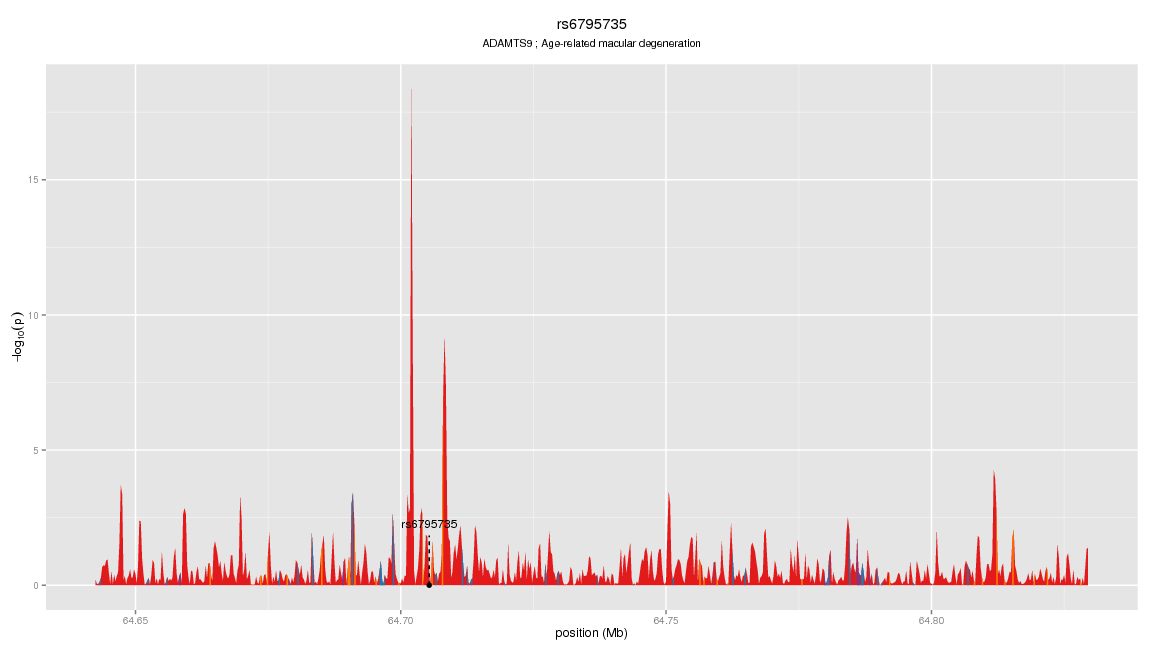 rs6795735
ADAMTS9 ; Age-related macular degeneration
−log10(p)
15
10
5
0
rs6795735
64.65
64.70
64.75
64.80
position (Mb)